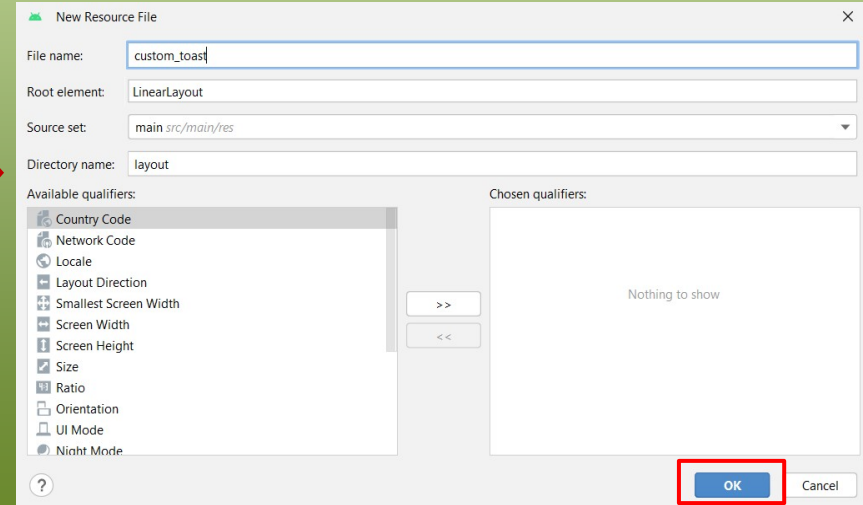 New Resource File
File name: custom_toast
Root element: LinearLayout
Source set: main src/main/res
Directory name: layout
Available qualifiers:
Chosen qualifiers:
Country Code
Network Code
Locale
Layout Direction
Smallest Screen Width
Screen Width
Screen Height
Size
Ratio
Orientation
UI Mode
Night Mode
>>
<<
Nothing to show
?
OK
Cancel